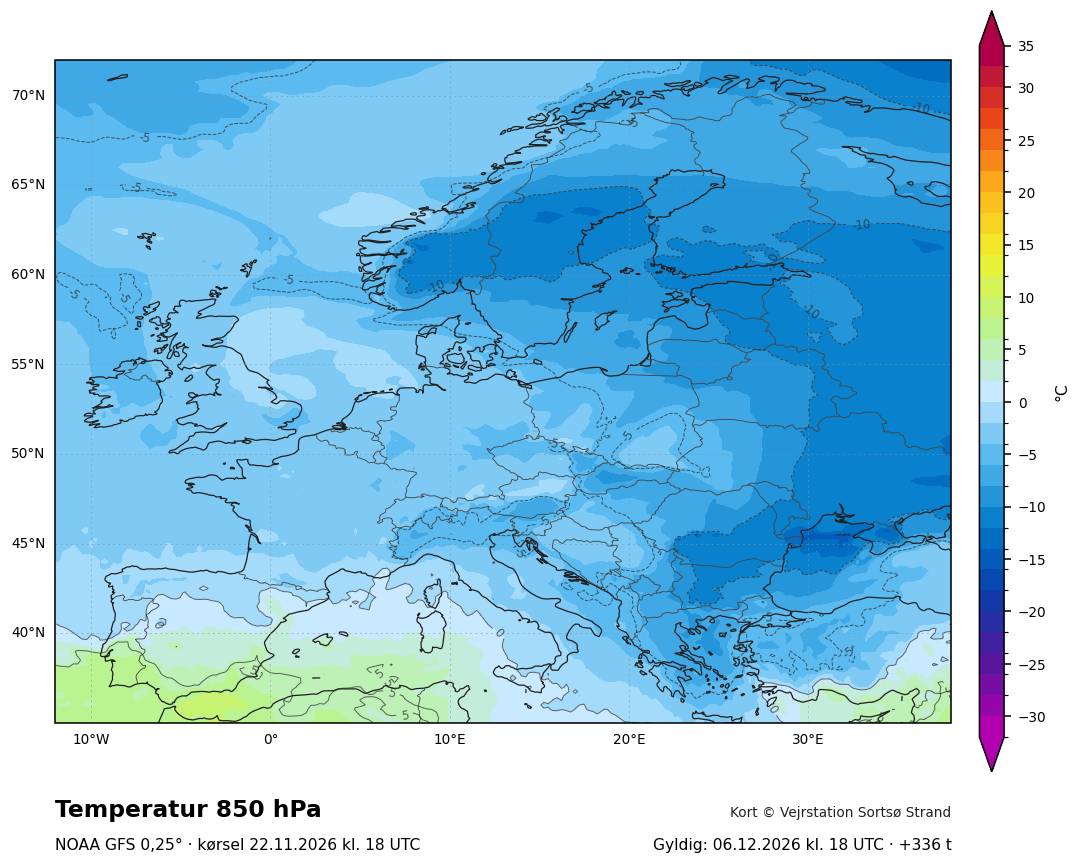 35
30
25
20
15
10
5
0
−5
−10
−15
−20
−25
−30
°C
70°N
65°N
60°N
55°N
50°N
45°N
40°N
10°W 0° 10°E 20°E 30°E
Temperatur 850 hPa
Kort © Vejrstation Sortsø Strand
NOAA GFS 0,25° · kørsel 22.11.2026 kl. 18 UTC
Gyldig: 06.12.2026 kl. 18 UTC · +336 t